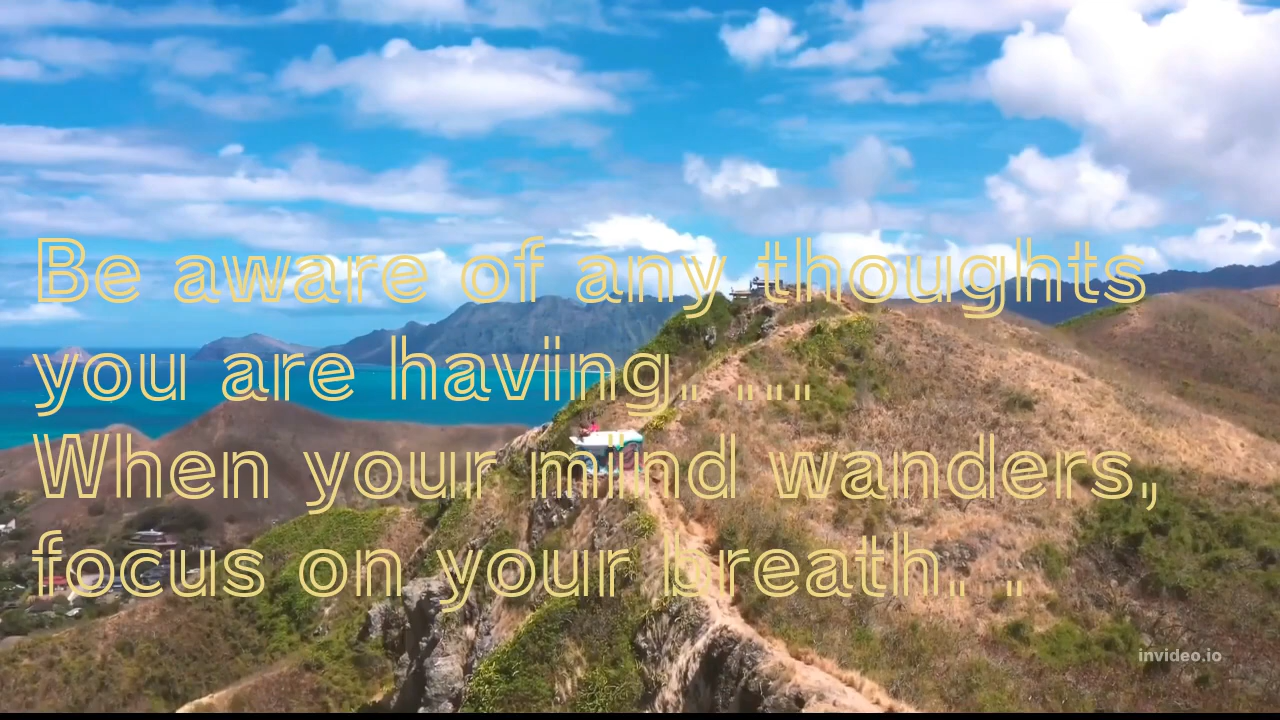 Be aware of any thoughts
you are having. ...
When your mind wanders,
focus on your breath. .
invideo.io